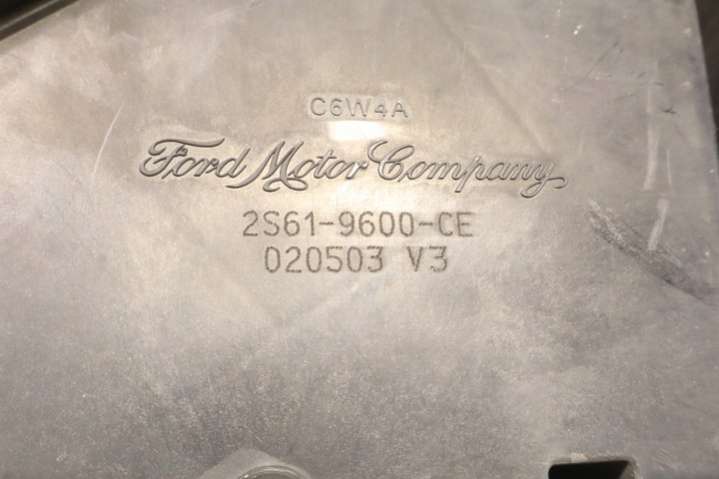 C6W4A
Ford Motor Company
2S61-9600-CE
020503 V3